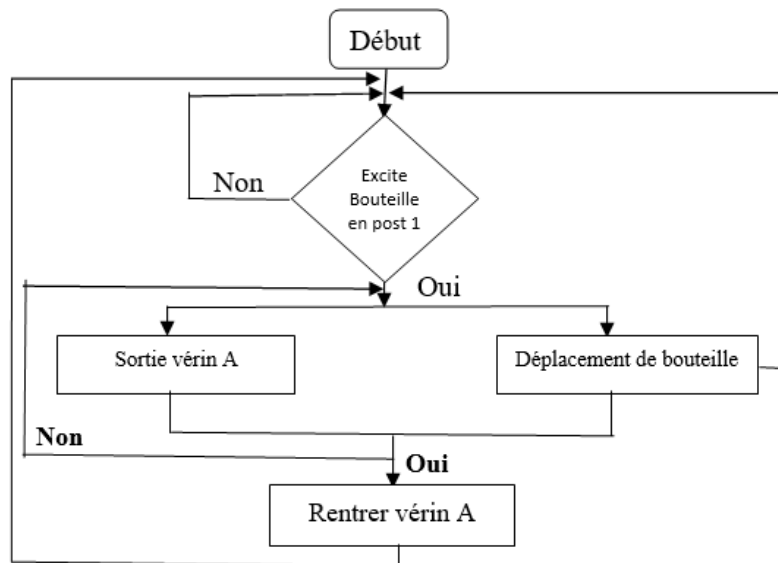 Début
Non
Excite
Bouteille
en post 1
Oui
Sortie vérin A
Déplacement de bouteille
Non
Oui
Rentrer vérin A